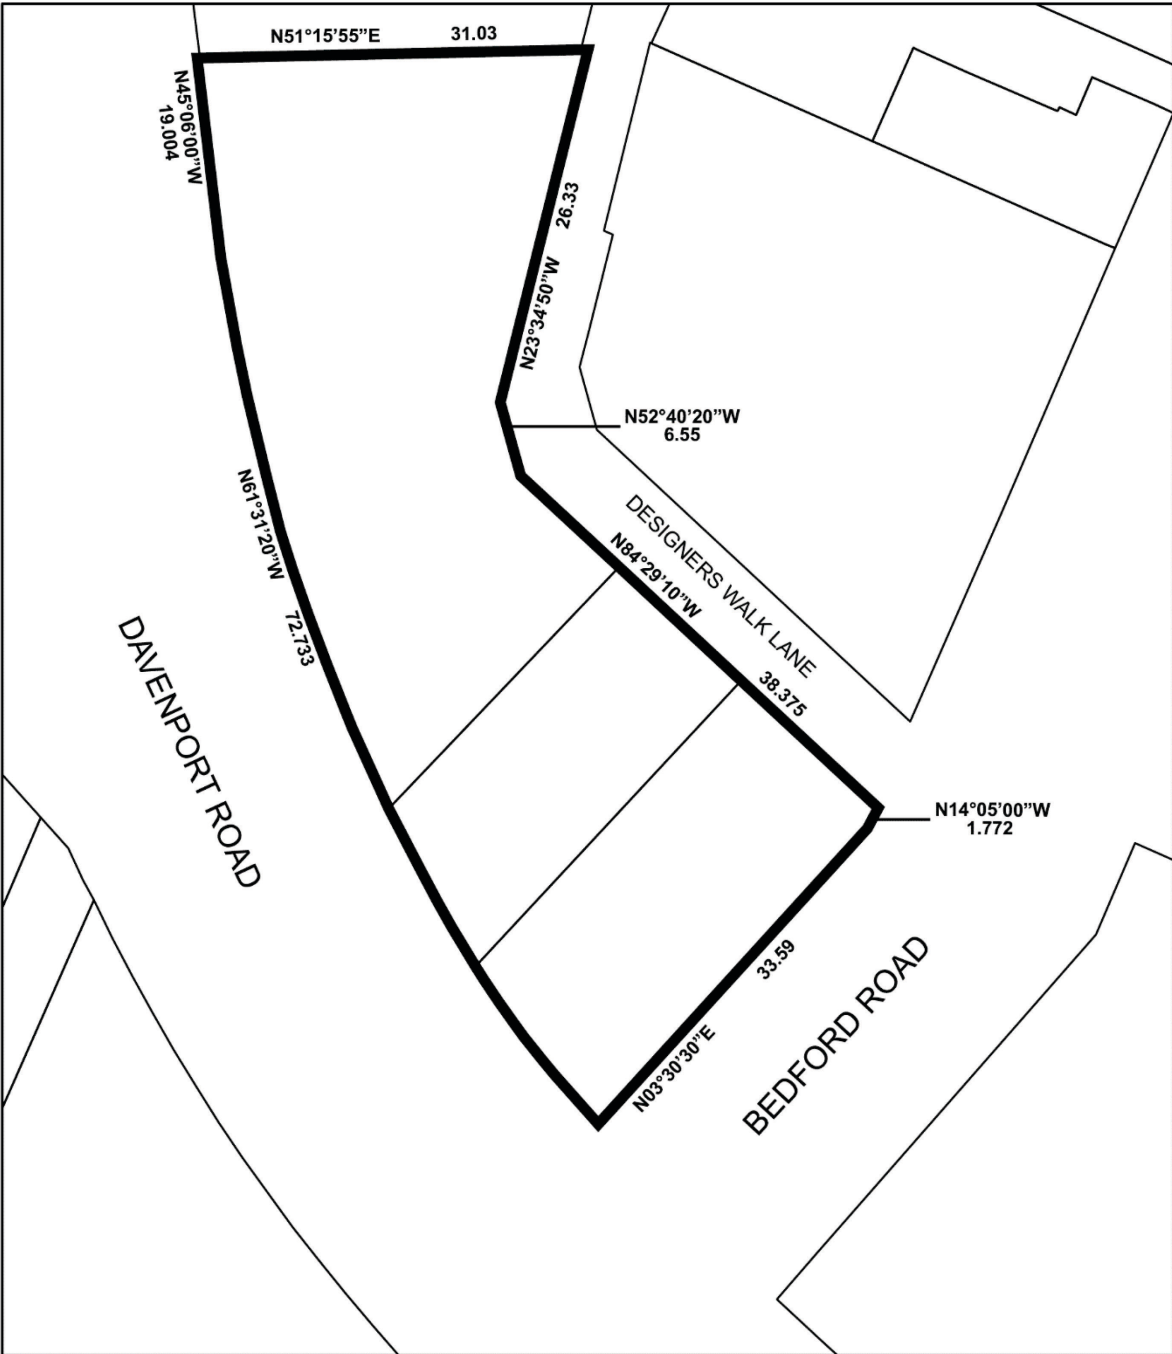 N51°15’55”E
31.03
N45°06’00”W
19.004
26.33
N23°34’50”W
N52°40’20”W
6.55
N61°31’20”W
72.733
DESIGNERS WALK LANE
N84°29’10”W
38.375
DAVENPORT ROAD
N14°05’00”W
1.772
33.59
N03°30’30”E
BEDFORD ROAD